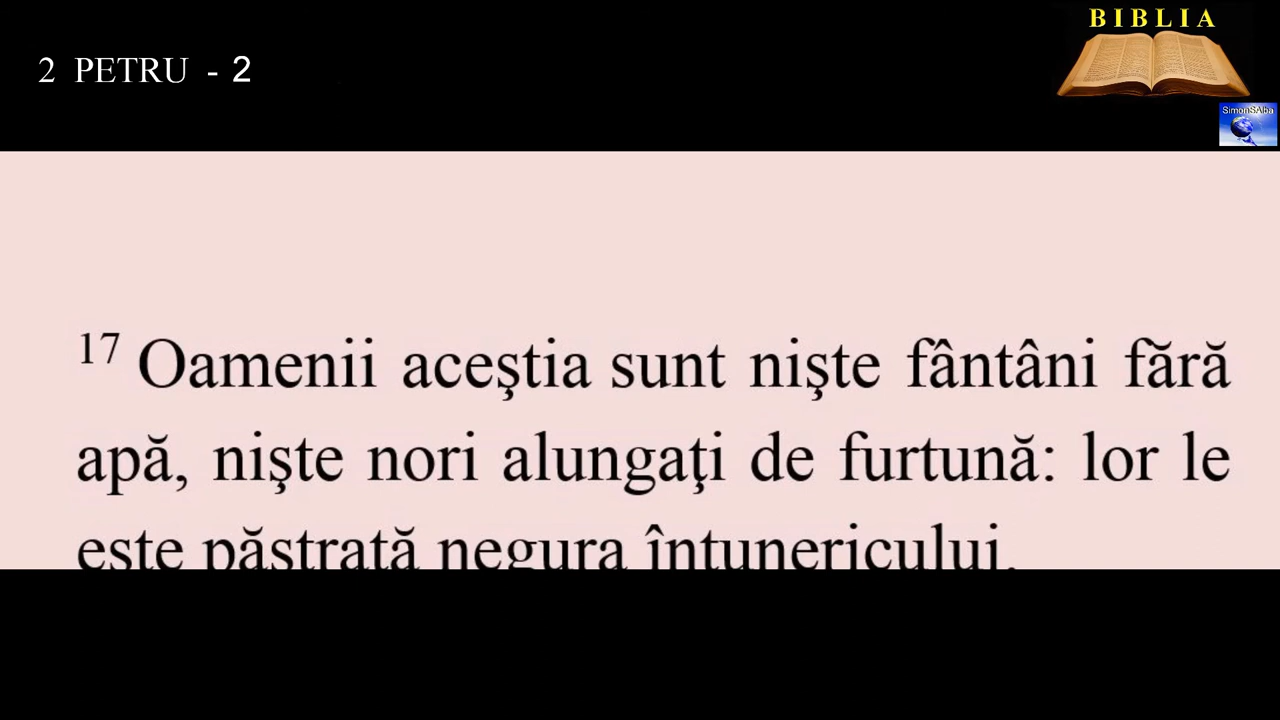 BIBLIA
2 PETRU - 2
SimonSAlba
17 Oamenii aceştia sunt nişte fântâni fără
apă, nişte nori alungaţi de furtună: lor le
este păstrată negura întunericului.